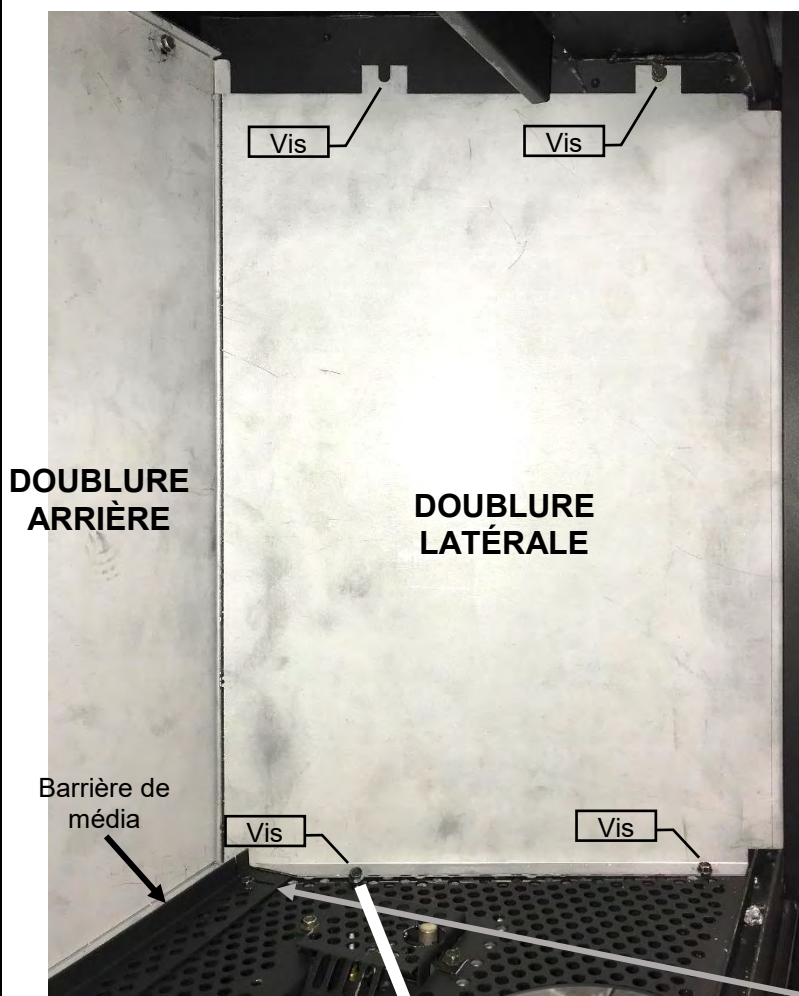 Vis
Vis
DOUBLURE
ARRIÈRE
DOUBLURE
LATÉRALE
Barrière de
média
Vis
Vis